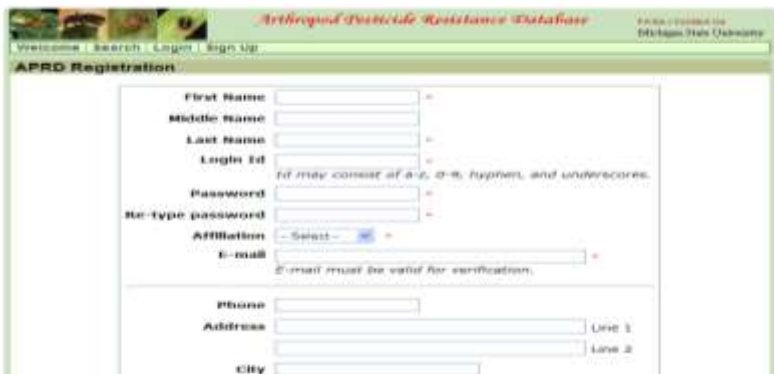 Arthropod Pesticide Resistance Database
Michigan State University
Welcome | Search | Login | Sign Up
APRD Registration
First Name *
Middle Name
Last Name *
Login Id *
Id may consist of a-z, 0-9, hyphen, and underscores.
Password *
Re-type password *
Affiliation -- Select -- *
E-mail *
E-mail must be valid for verification.
Phone
Address Line 1
Line 2
City